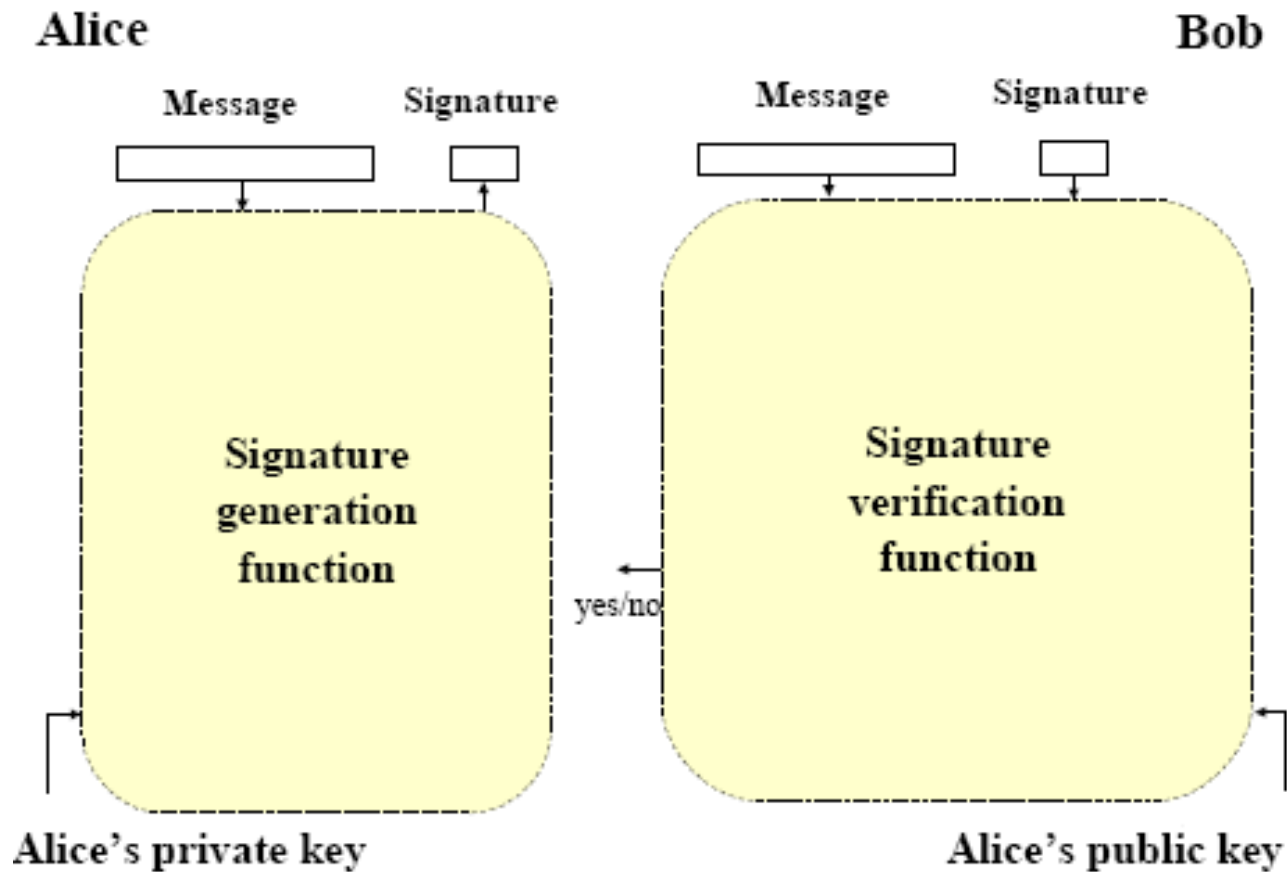 Alice
Bob
Message
Signature
Message
Signature
Signature
generation
function
Signature
verification
function
yes/no
Alice’s private key
Alice’s public key